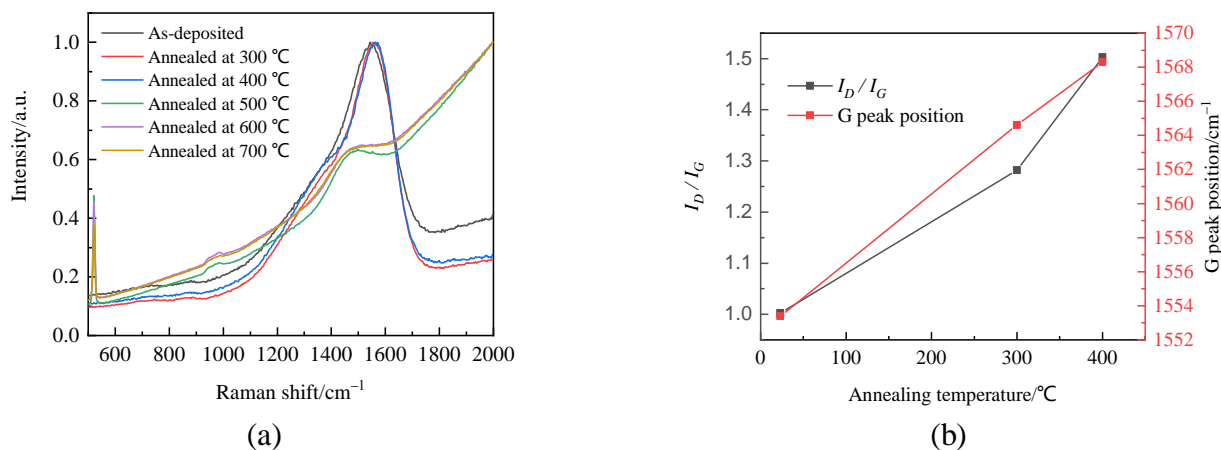 As-deposited
Annealed at 300 ℃
Annealed at 400 ℃
Annealed at 500 ℃
Annealed at 600 ℃
Annealed at 700 ℃
1.0
0.8
0.6
0.4
0.2
0.0
Intensity/a.u.
600 800 1000 1200 1400 1600 1800 2000
Raman shift/cm⁻¹
(a)
I_D / I_G
G peak position
1.5
1.4
1.3
1.2
1.1
1.0
I_D / I_G
1570
1568
1566
1564
1562
1560
1558
1556
1554
1552
G peak position/cm⁻¹
0 100 200 300 400
Annealing temperature/℃
(b)